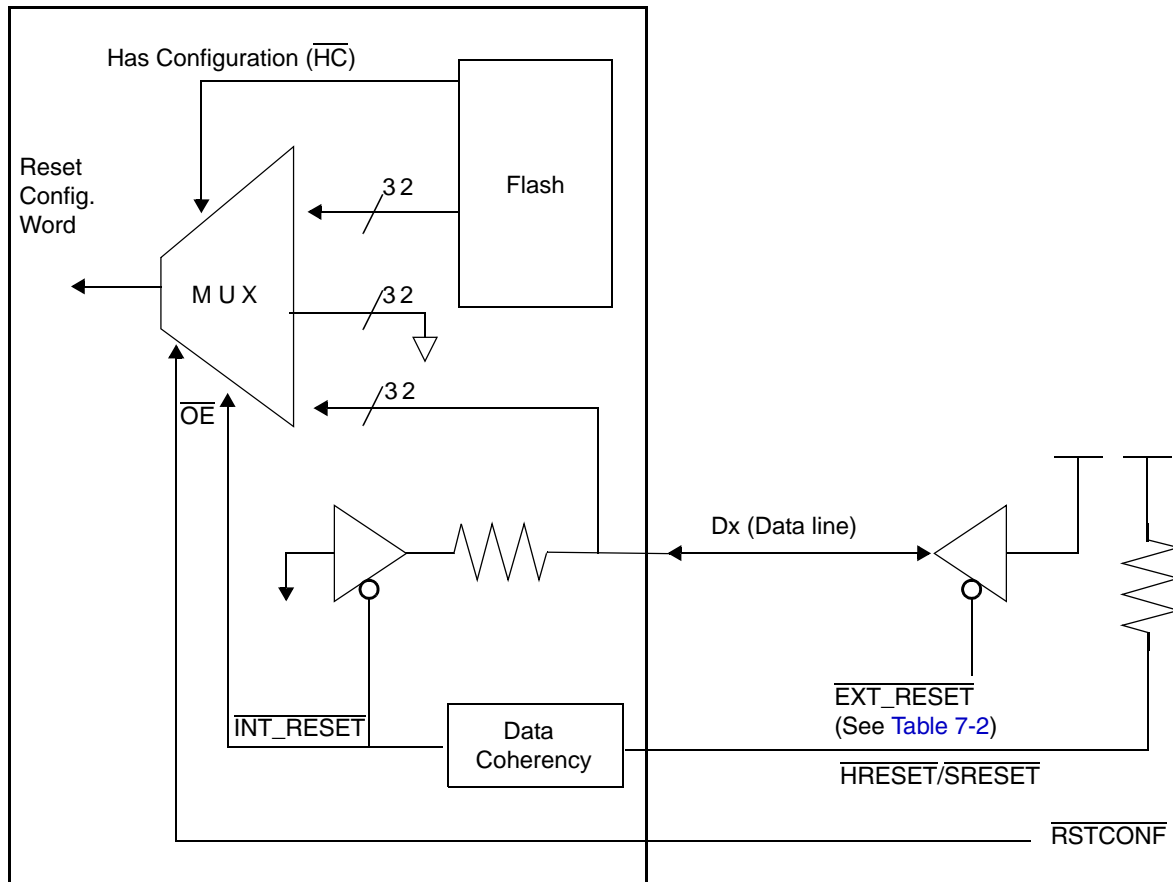 Has Configuration (HC)
Reset
Config.
Word
32
Flash
MUX
32
32
OE
Dx (Data line)
INT_RESET
Data
Coherency
EXT_RESET
(See Table 7-2)
HRESET/SRESET
RSTCONF